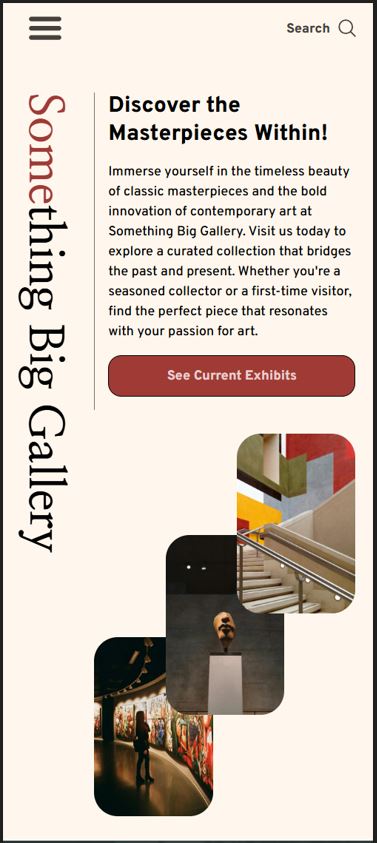 Search
Something Big Gallery
Discover the
Masterpieces Within!
Immerse yourself in the timeless beauty
of classic masterpieces and the bold
innovation of contemporary art at
Something Big Gallery. Visit us today to
explore a curated collection that bridges
the past and present. Whether you're a
seasoned collector or a first-time visitor,
find the perfect piece that resonates
with your passion for art.
See Current Exhibits